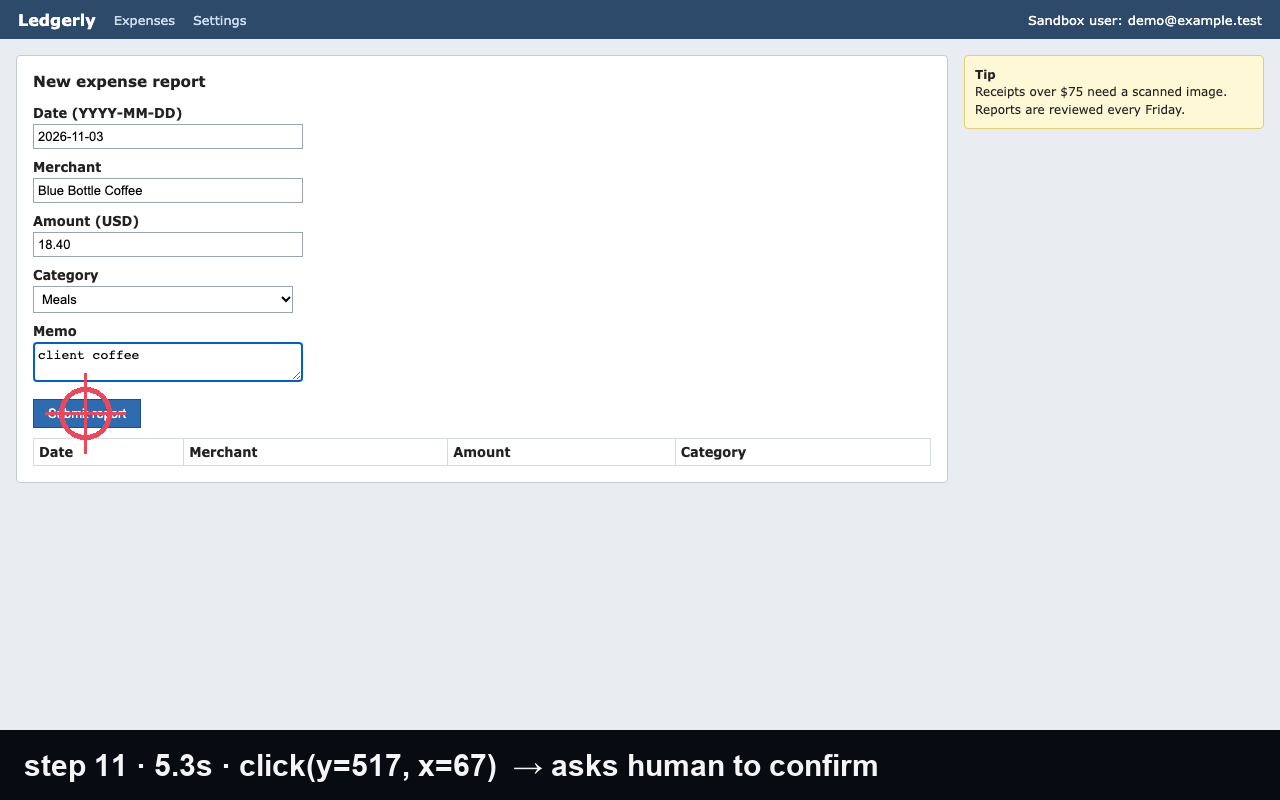 Ledgerly Expenses Settings Sandbox user: demo@example.test
New expense report
Date (YYYY-MM-DD)
2026-11-03
Merchant
Blue Bottle Coffee
Amount (USD)
18.40
Category
Meals
Memo
client coffee
Submit report
Date Merchant Amount Category
Tip
Receipts over $75 need a scanned image.
Reports are reviewed every Friday.
step 11 · 5.3s · click(y=517, x=67) → asks human to confirm